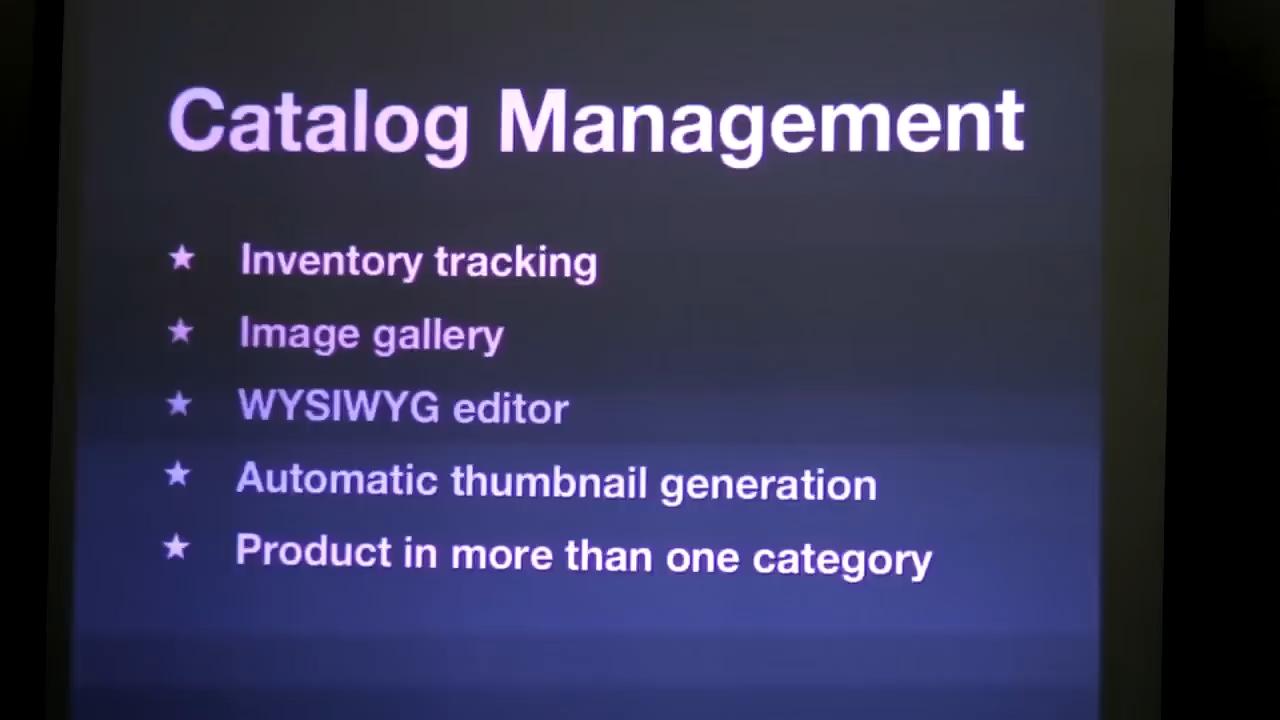 Catalog Management
★ Inventory tracking
★ Image gallery
★ WYSIWYG editor
★ Automatic thumbnail generation
★ Product in more than one category